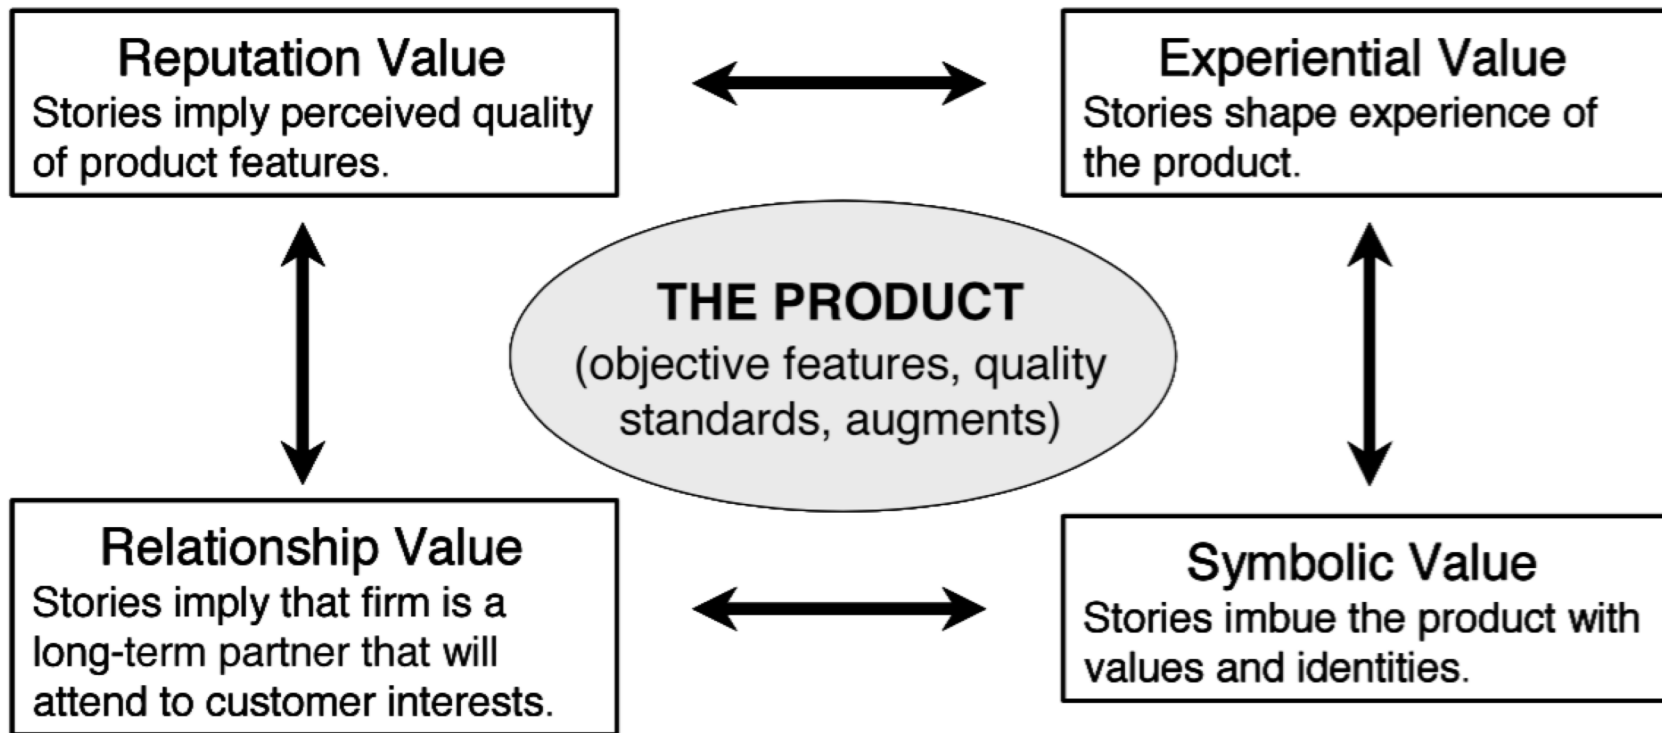 Reputation Value
Stories imply perceived quality
of product features.
Experiential Value
Stories shape experience of
the product.
THE PRODUCT
(objective features, quality
standards, augments)
Relationship Value
Stories imply that firm is a
long-term partner that will
attend to customer interests.
Symbolic Value
Stories imbue the product with
values and identities.